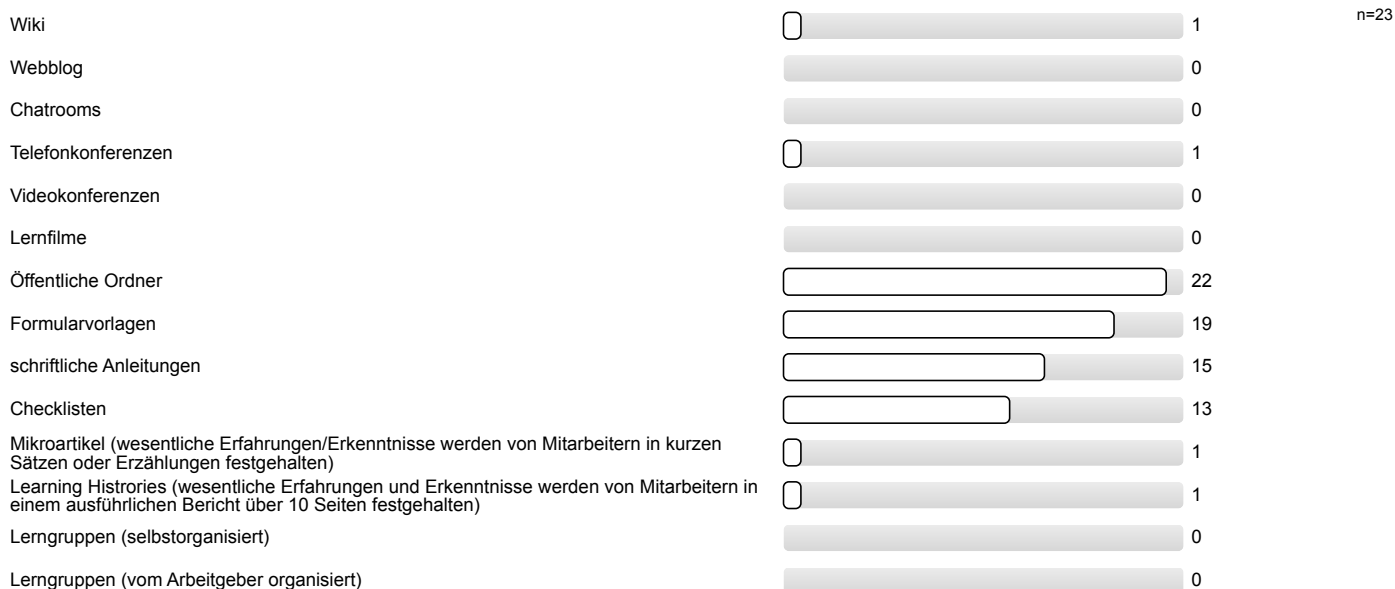 Wiki 1 n=23
Webblog 0
Chatrooms 0
Telefonkonferenzen 1
Videokonferenzen 0
Lernfilme 0
Öffentliche Ordner 22
Formularvorlagen 19
schriftliche Anleitungen 15
Checklisten 13
Mikroartikel (wesentliche Erfahrungen/Erkenntnisse werden von Mitarbeitern in kurzen
Sätzen oder Erzählungen festgehalten) 1
Learning Histrories (wesentliche Erfahrungen und Erkenntnisse werden von Mitarbeitern in
einem ausführlichen Bericht über 10 Seiten festgehalten) 1
Lerngruppen (selbstorganisiert) 0
Lerngruppen (vom Arbeitgeber organisiert) 0